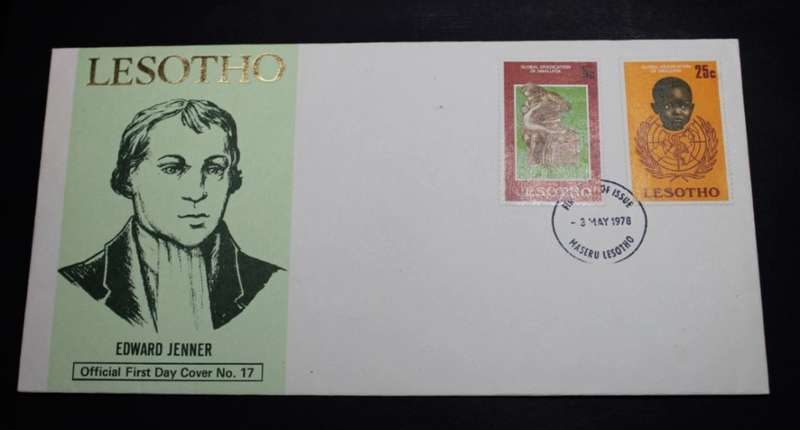 LESOTHO
EDWARD JENNER
Official First Day Cover No. 17
GLOBAL ERADICATION
OF SMALLPOX
5c
LESOTHO
GLOBAL ERADICATION
OF SMALLPOX
25c
LESOTHO
OF ISSUE
- 3 MAY 1978
MASERU LESOTHO